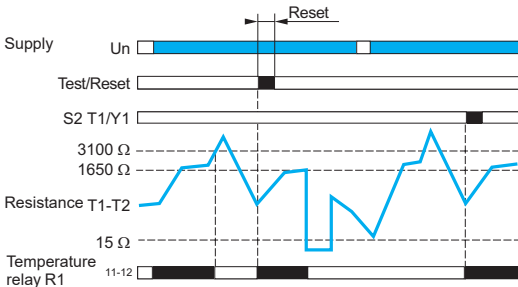 Reset
Supply Un
Test/Reset
S2 T1/Y1
3100 Ω
1650 Ω
Resistance T1-T2
15 Ω
Temperature
relay R1 11-12